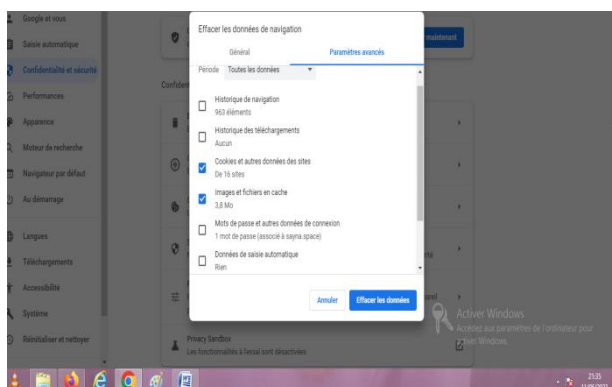 Google et vous
Saisie automatique
Confidentialité et sécurité
Performances
Apparence
Moteur de recherche
Navigateur par défaut
Au démarrage
Langues
Téléchargements
Accessibilité
Système
Réinitialiser et nettoyer
maintenant
Confiden
Effacer les données de navigation
Général
Paramètres avancés
Période
Toutes les données
Historique de navigation
963 éléments
Historique des téléchargements
Aucun
Cookies et autres données des sites
De 16 sites
Images et fichiers en cache
3,8 Mo
Mots de passe et autres données de connexion
1 mot de passe (associé à sayna.space)
Données de saisie automatique
Rien
Annuler
Effacer les données
Privacy Sandbox
Les fonctionnalités à l'essai sont désactivées
Activer Windows
Accédez aux paramètres de l'ordinateur pour
activer Windows.
21:35